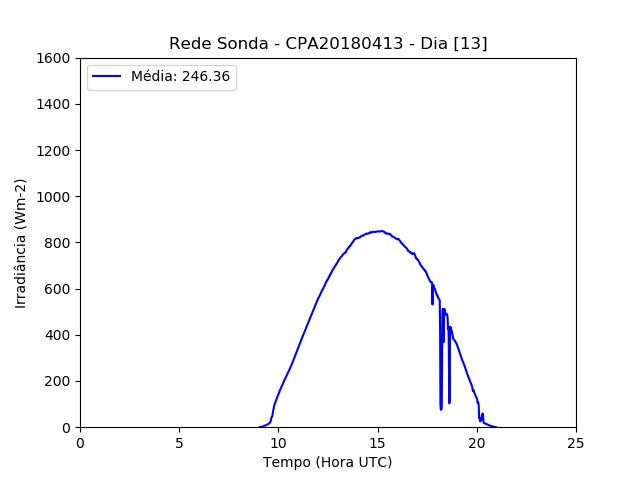 Rede Sonda - CPA20180413 - Dia [13]
Média: 246.36
Irradiância (Wm-2)
1600
1400
1200
1000
800
600
400
200
0
0 5 10 15 20 25
Tempo (Hora UTC)